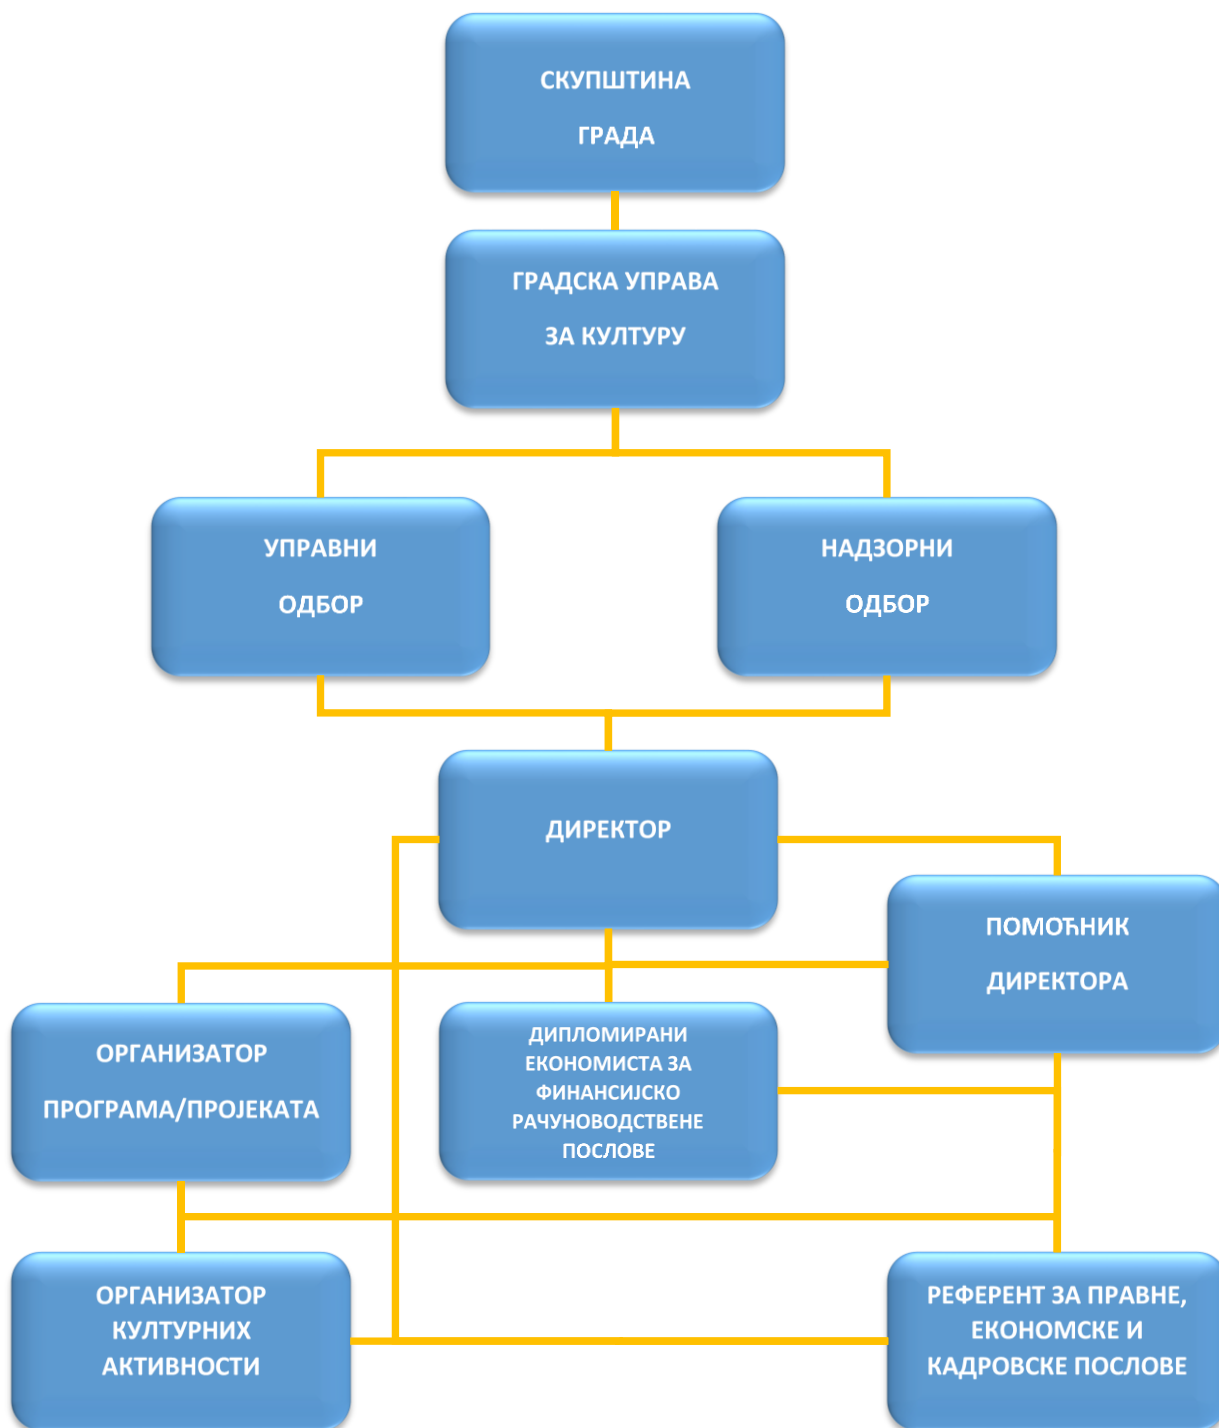 СКУПШТИНА
ГРАДА
ГРАДСКА УПРАВА
ЗА КУЛТУРУ
УПРАВНИ
ОДБОР
НАДЗОРНИ
ОДБОР
ДИРЕКТОР
ПОМОЋНИК
ДИРЕКТОРА
ОРГАНИЗАТОР
ПРОГРАМА/ПРОЈЕКАТА
ДИПЛОМИРАНИ
ЕКОНОМИСТА ЗА
ФИНАНСИЈСКО
РАЧУНОВОДСТВЕНЕ
ПОСЛОВЕ
ОРГАНИЗАТОР
КУЛТУРНИХ
АКТИВНОСТИ
РЕФЕРЕНТ ЗА ПРАВНЕ,
ЕКОНОМСКЕ И
КАДРОВСКЕ ПОСЛОВЕ